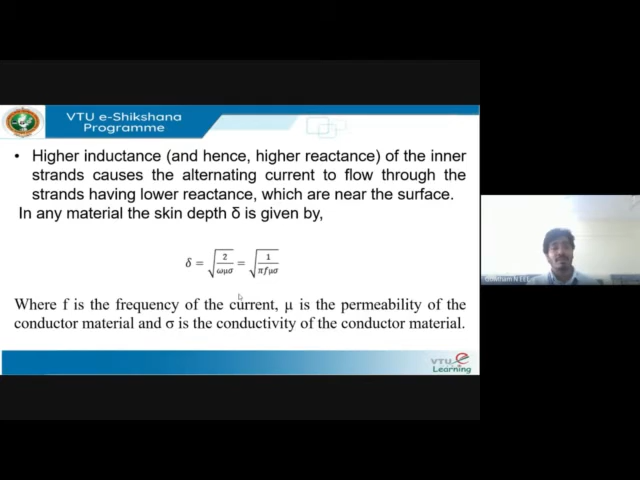 VTU e-Shikshana
Programme
• Higher inductance (and hence, higher reactance) of the inner
strands causes the alternating current to flow through the
strands having lower reactance, which are near the surface.
In any material the skin depth δ is given by,
δ = √(2/ωμσ) = √(1/πfμσ)
Where f is the frequency of the current, μ is the permeability of the
conductor material and σ is the conductivity of the conductor material.
VTU e
Learning